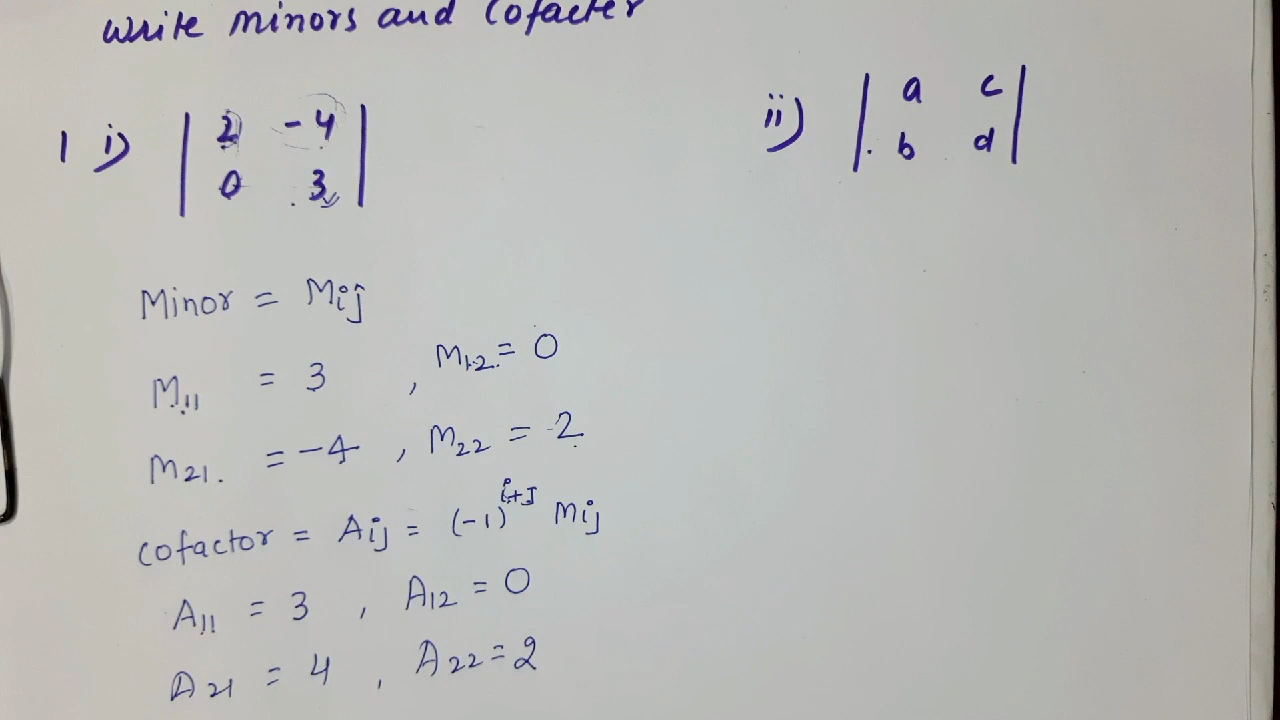 write minors and cofacter
1 i) | 2 -4 |
| 0 3 |
ii) | a c |
| b d |
Minor = Mij
M11 = 3 , M12 = 0
M21. = -4 , M22 = 2
cofactor = Aij = (-1)^i+J Mij
A11 = 3 , A12 = 0
A21 = 4 , A22 = 2